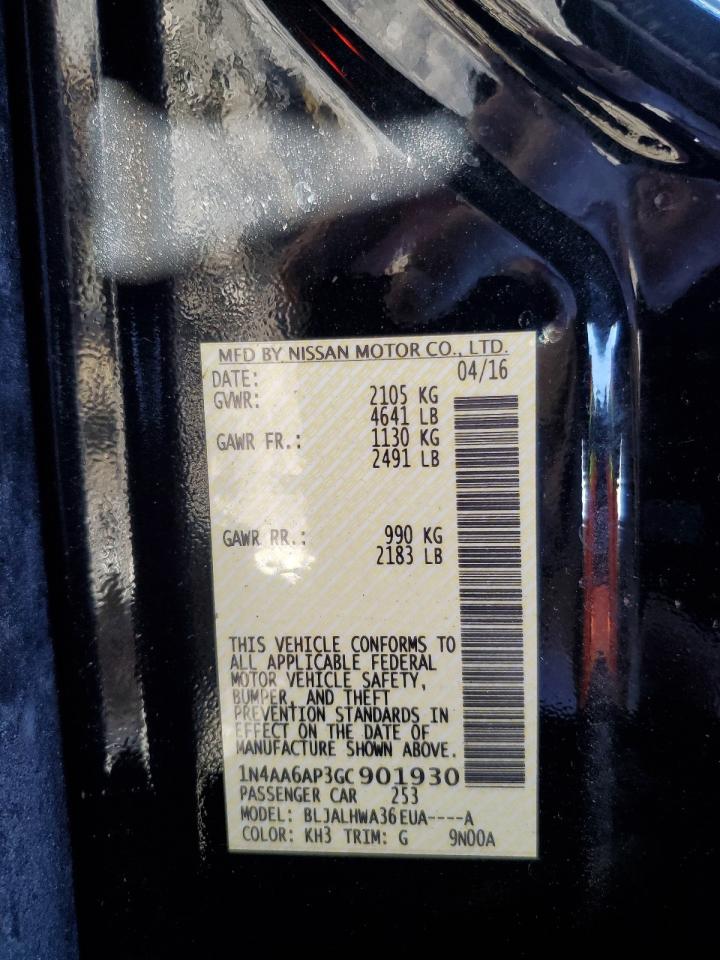 MFD BY NISSAN MOTOR CO., LTD.
DATE: 04/16
GVWR: 2105 KG
4641 LB
GAWR FR.: 1130 KG
2491 LB
GAWR RR.: 990 KG
2183 LB
THIS VEHICLE CONFORMS TO
ALL APPLICABLE FEDERAL
MOTOR VEHICLE SAFETY,
BUMPER, AND THEFT
PREVENTION STANDARDS IN
EFFECT ON THE DATE OF
MANUFACTURE SHOWN ABOVE.
1N4AA6AP3GC901930
PASSENGER CAR 253
MODEL: BLJALHWA36EUA----A
COLOR: KH3 TRIM: G 9N00A